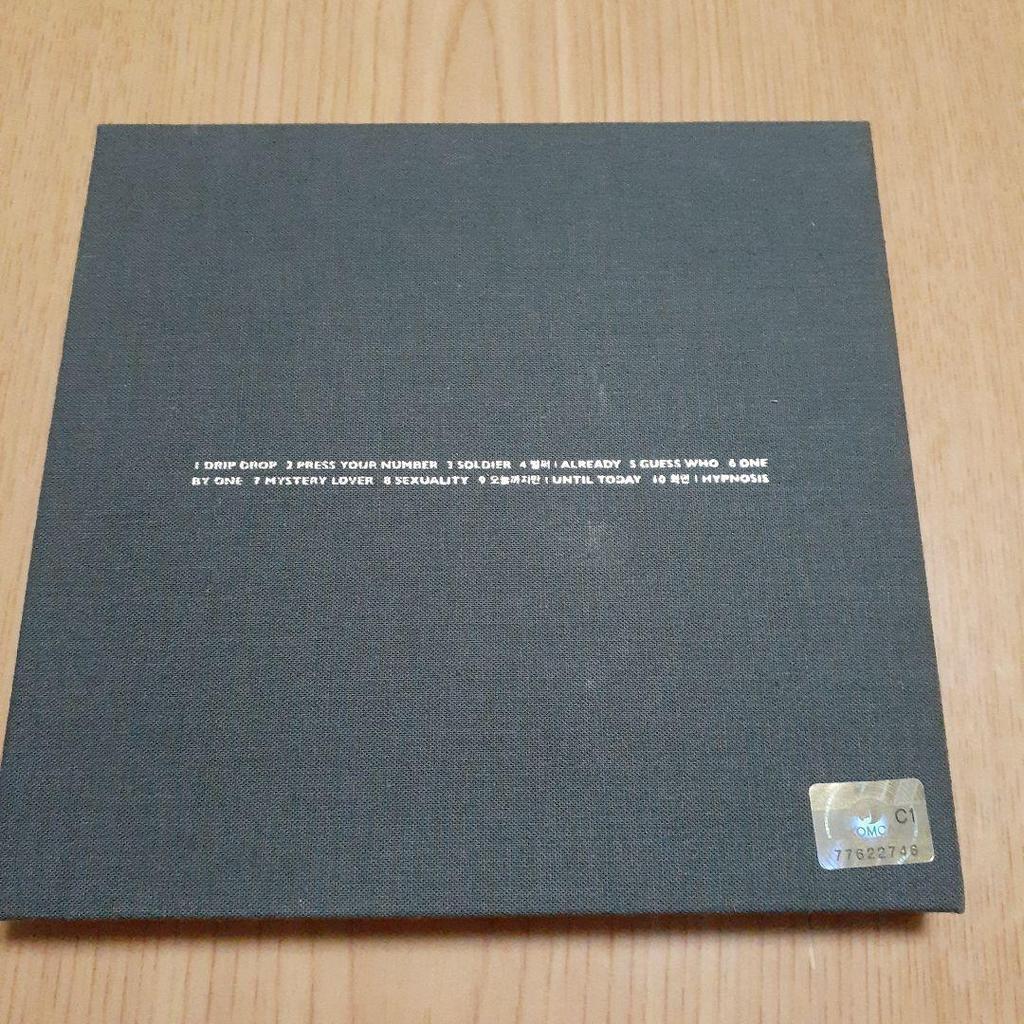 1 DRIP DROP 2 PRESS YOUR NUMBER 3 SOLDIER 4 벌써 | ALREADY 5 GUESS WHO 6 ONE
BY ONE 7 MYSTERY LOVER 8 SEXUALITY 9 오늘까지만 | UNTIL TODAY 10 최면 | HYPNOSIS
C1
KOMCA
77622746